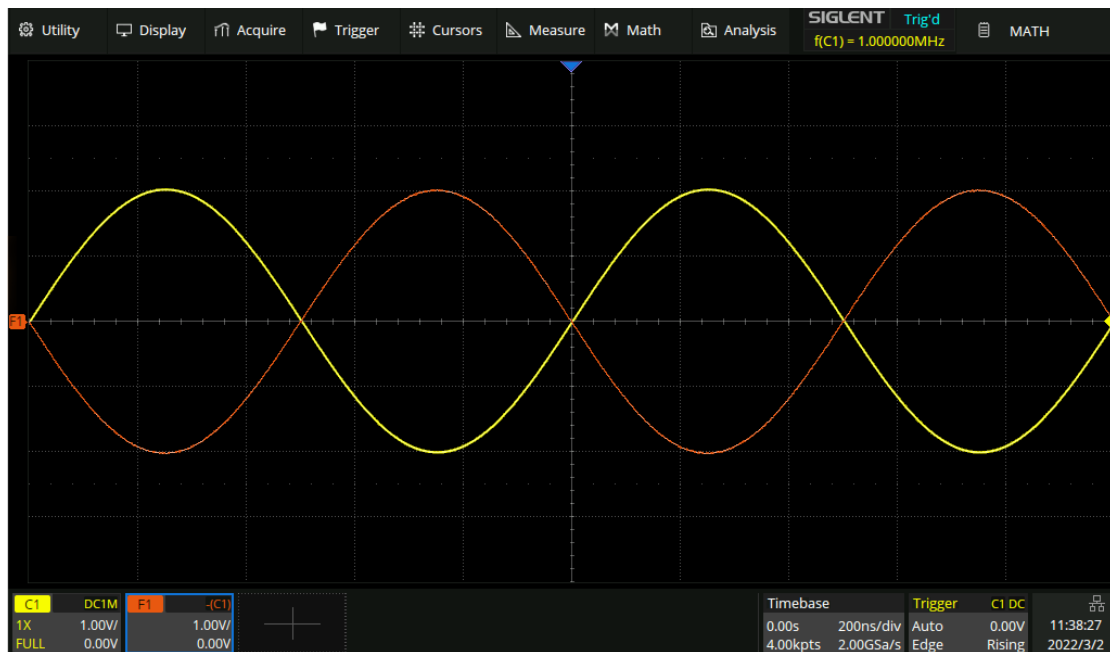 Utility Display Acquire Trigger Cursors Measure Math Analysis
SIGLENT Trig'd
f(C1) = 1.000000MHz
MATH
F1
C1 DC1M
1X 1.00V/
FULL 0.00V
F1 -(C1)
1.00V/
0.00V
Timebase
0.00s 200ns/div
4.00kpts 2.00GSa/s
Trigger C1 DC
Auto 0.00V
Edge Rising
11:38:27
2022/3/2